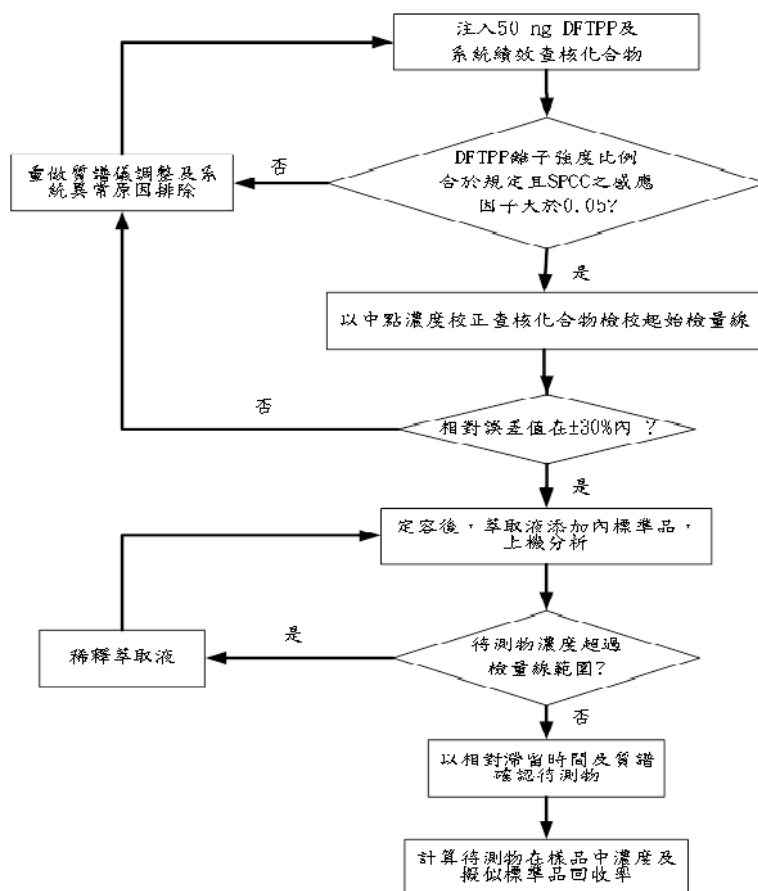 注入50 ng DFTPP及
系統績效查核化合物
DFTPP離子強度比例
合於規定且SPCC之感應
因子大於0.05?
否
重做質譜儀調整及系
統異常原因排除
是
以中點濃度校正查核化合物檢校起始檢量線
否
相對誤差值在±30%內 ?
是
定容後，萃取液添加內標準品，
上機分析
是
稀釋萃取液
待測物濃度超過
檢量線範圍?
否
以相對滯留時間及質譜
確認待測物
計算待測物在樣品中濃度及
擬似標準品回收率